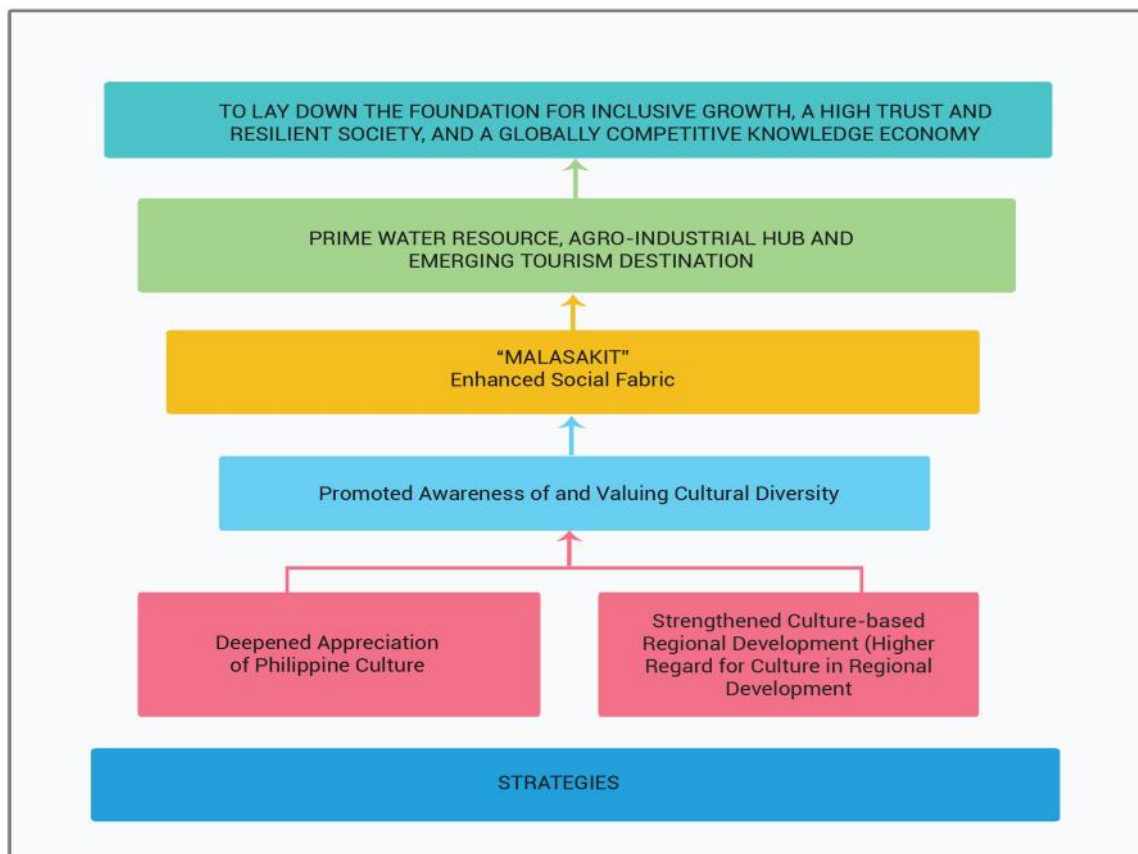 TO LAY DOWN THE FOUNDATION FOR INCLUSIVE GROWTH, A HIGH TRUST AND
RESILIENT SOCIETY, AND A GLOBALLY COMPETITIVE KNOWLEDGE ECONOMY
PRIME WATER RESOURCE, AGRO-INDUSTRIAL HUB AND
EMERGING TOURISM DESTINATION
“MALASAKIT”
Enhanced Social Fabric
Promoted Awareness of and Valuing Cultural Diversity
Deepened Appreciation
of Philippine Culture
Strengthened Culture-based
Regional Development (Higher
Regard for Culture in Regional
Development
STRATEGIES